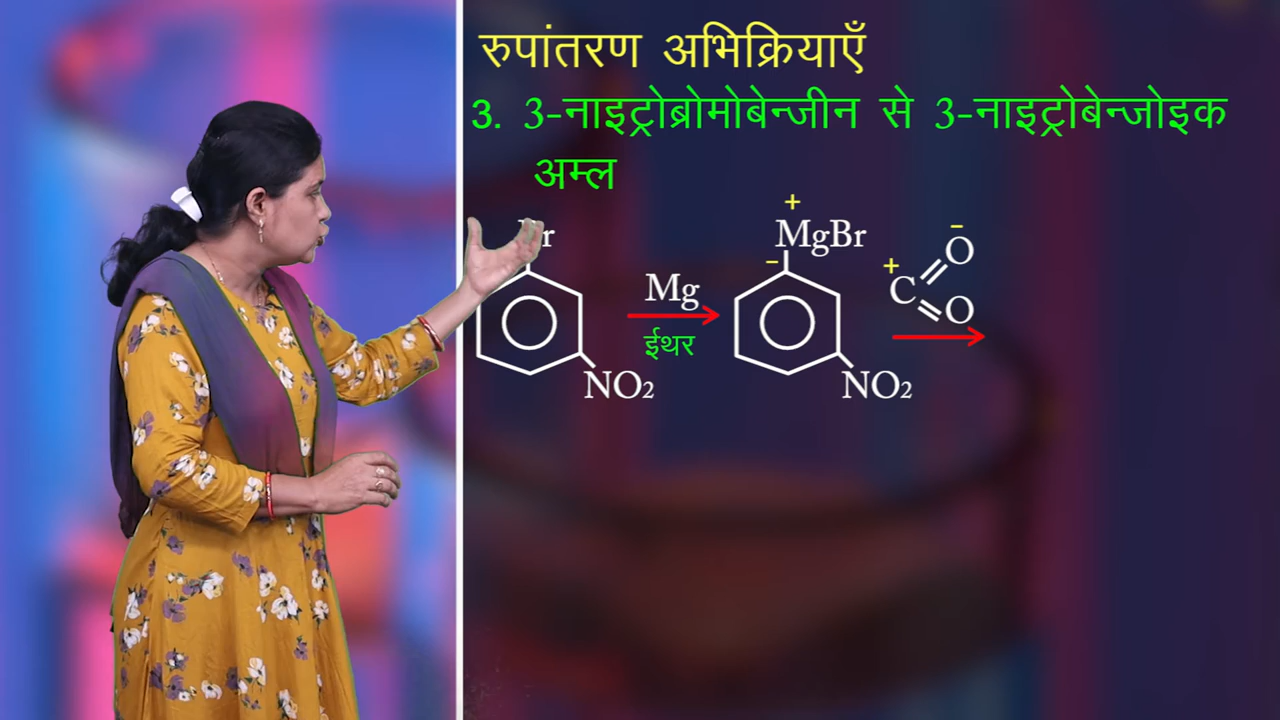 रुपांतरण अभिक्रियाएँ
3. 3-नाइट्रोब्रोमोबेन्जीन से 3-नाइट्रोबेन्जोइक
अम्ल
+
MgBr
−
+
C
O
−
O
Mg
ईथर
NO₂
NO₂